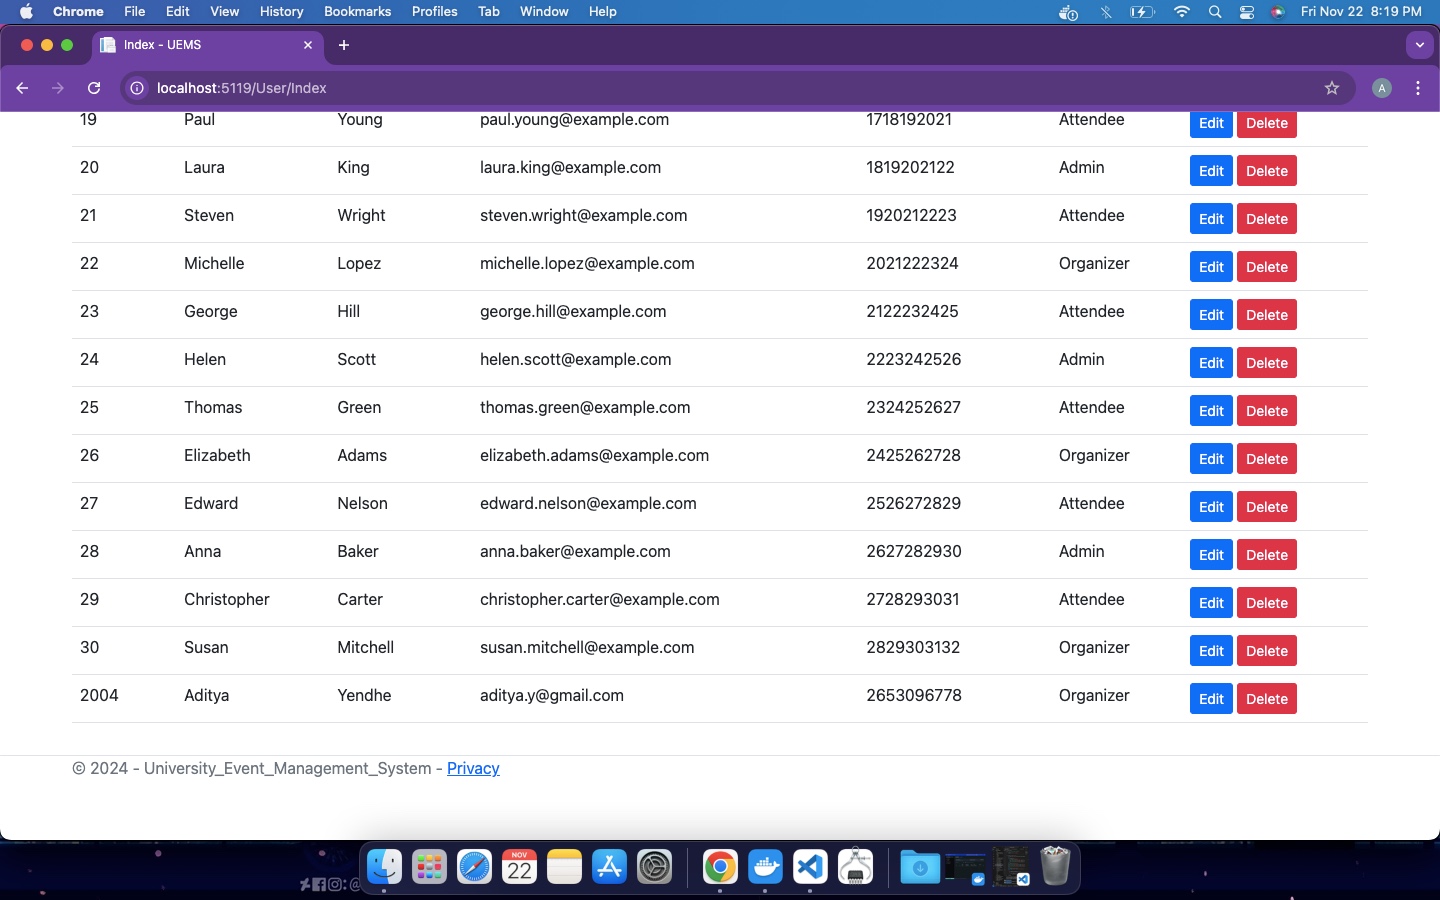 Chrome File Edit View History Bookmarks Profiles Tab Window Help Fri Nov 22 8:19 PM
Index - UEMS
localhost:5119/User/Index A
19 Paul Young paul.young@example.com 1718192021 Attendee Edit Delete
20 Laura King laura.king@example.com 1819202122 Admin Edit Delete
21 Steven Wright steven.wright@example.com 1920212223 Attendee Edit Delete
22 Michelle Lopez michelle.lopez@example.com 2021222324 Organizer Edit Delete
23 George Hill george.hill@example.com 2122232425 Attendee Edit Delete
24 Helen Scott helen.scott@example.com 2223242526 Admin Edit Delete
25 Thomas Green thomas.green@example.com 2324252627 Attendee Edit Delete
26 Elizabeth Adams elizabeth.adams@example.com 2425262728 Organizer Edit Delete
27 Edward Nelson edward.nelson@example.com 2526272829 Attendee Edit Delete
28 Anna Baker anna.baker@example.com 2627282930 Admin Edit Delete
29 Christopher Carter christopher.carter@example.com 2728293031 Attendee Edit Delete
30 Susan Mitchell susan.mitchell@example.com 2829303132 Organizer Edit Delete
2004 Aditya Yendhe aditya.y@gmail.com 2653096778 Organizer Edit Delete
© 2024 - University_Event_Management_System - Privacy
NOV
22